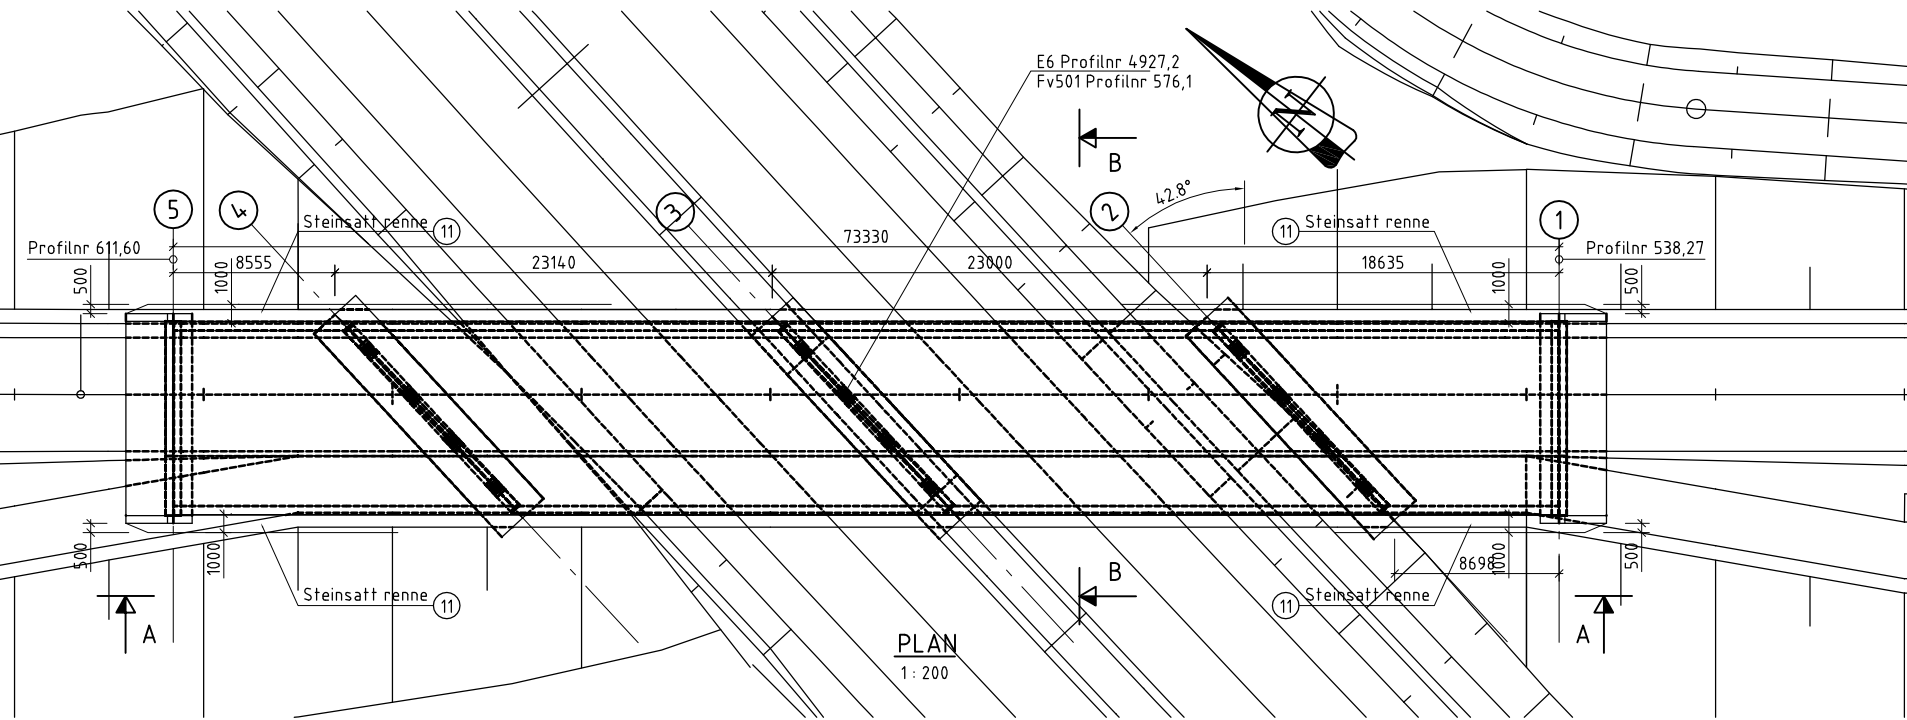 E6 Profilnr 4927,2
Fv501 Profilnr 576,1
N
B
5
4
3
2
42.8°
1
Steinsatt renne
11
11
Steinsatt renne
Profilnr 611,60
73330
Profilnr 538,27
8555
23140
23000
18635
500
1000
1000
500
500
1000
8698
1000
500
B
Steinsatt renne
11
11
Steinsatt renne
A
A
PLAN
1:200